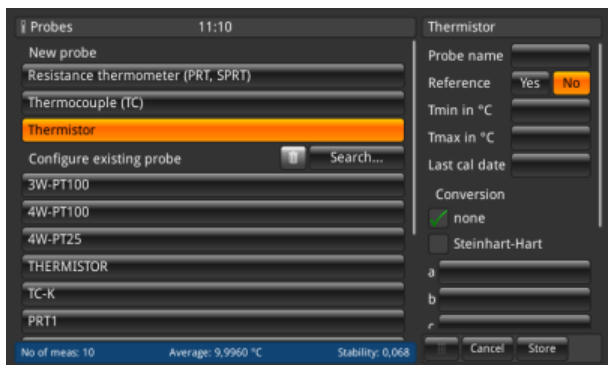 Probes 11:10
New probe
Resistance thermometer (PRT, SPRT)
Thermocouple (TC)
Thermistor
Configure existing probe Search...
3W-PT100
4W-PT100
4W-PT25
THERMISTOR
TC-K
PRT1
No of meas: 10 Average: 9,9960 °C Stability: 0,068
Thermistor
Probe name
Reference Yes No
Tmin in °C
Tmax in °C
Last cal date
Conversion
none
Steinhart-Hart
a
b
Cancel Store